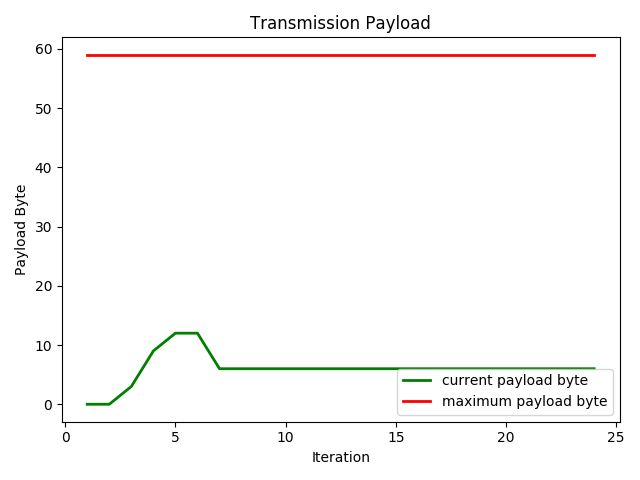 Transmission Payload
Payload Byte
60
50
40
30
20
10
0
0 5 10 15 20 25
Iteration
current payload byte
maximum payload byte